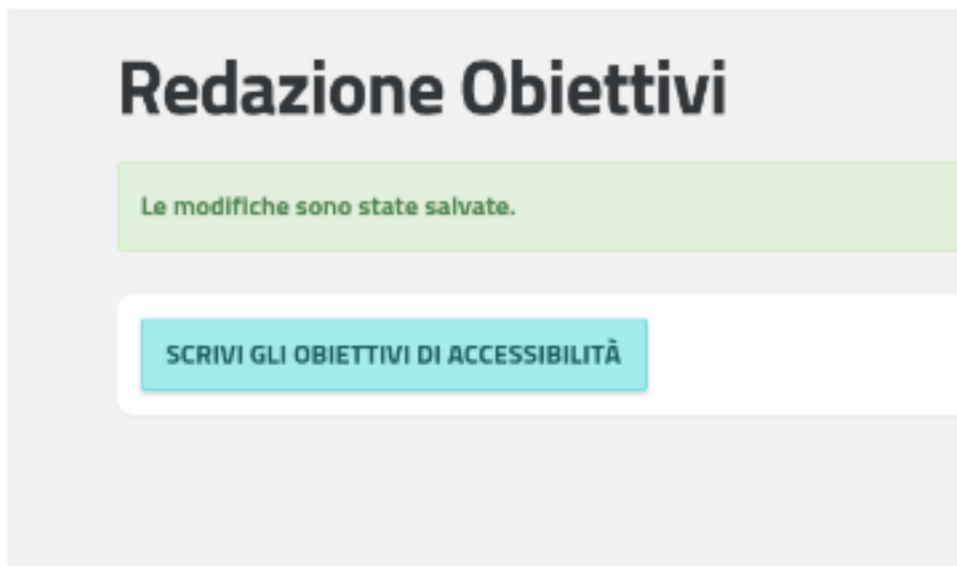 Redazione Obiettivi
Le modifiche sono state salvate.
SCRIVI GLI OBIETTIVI DI ACCESSIBILITÀ